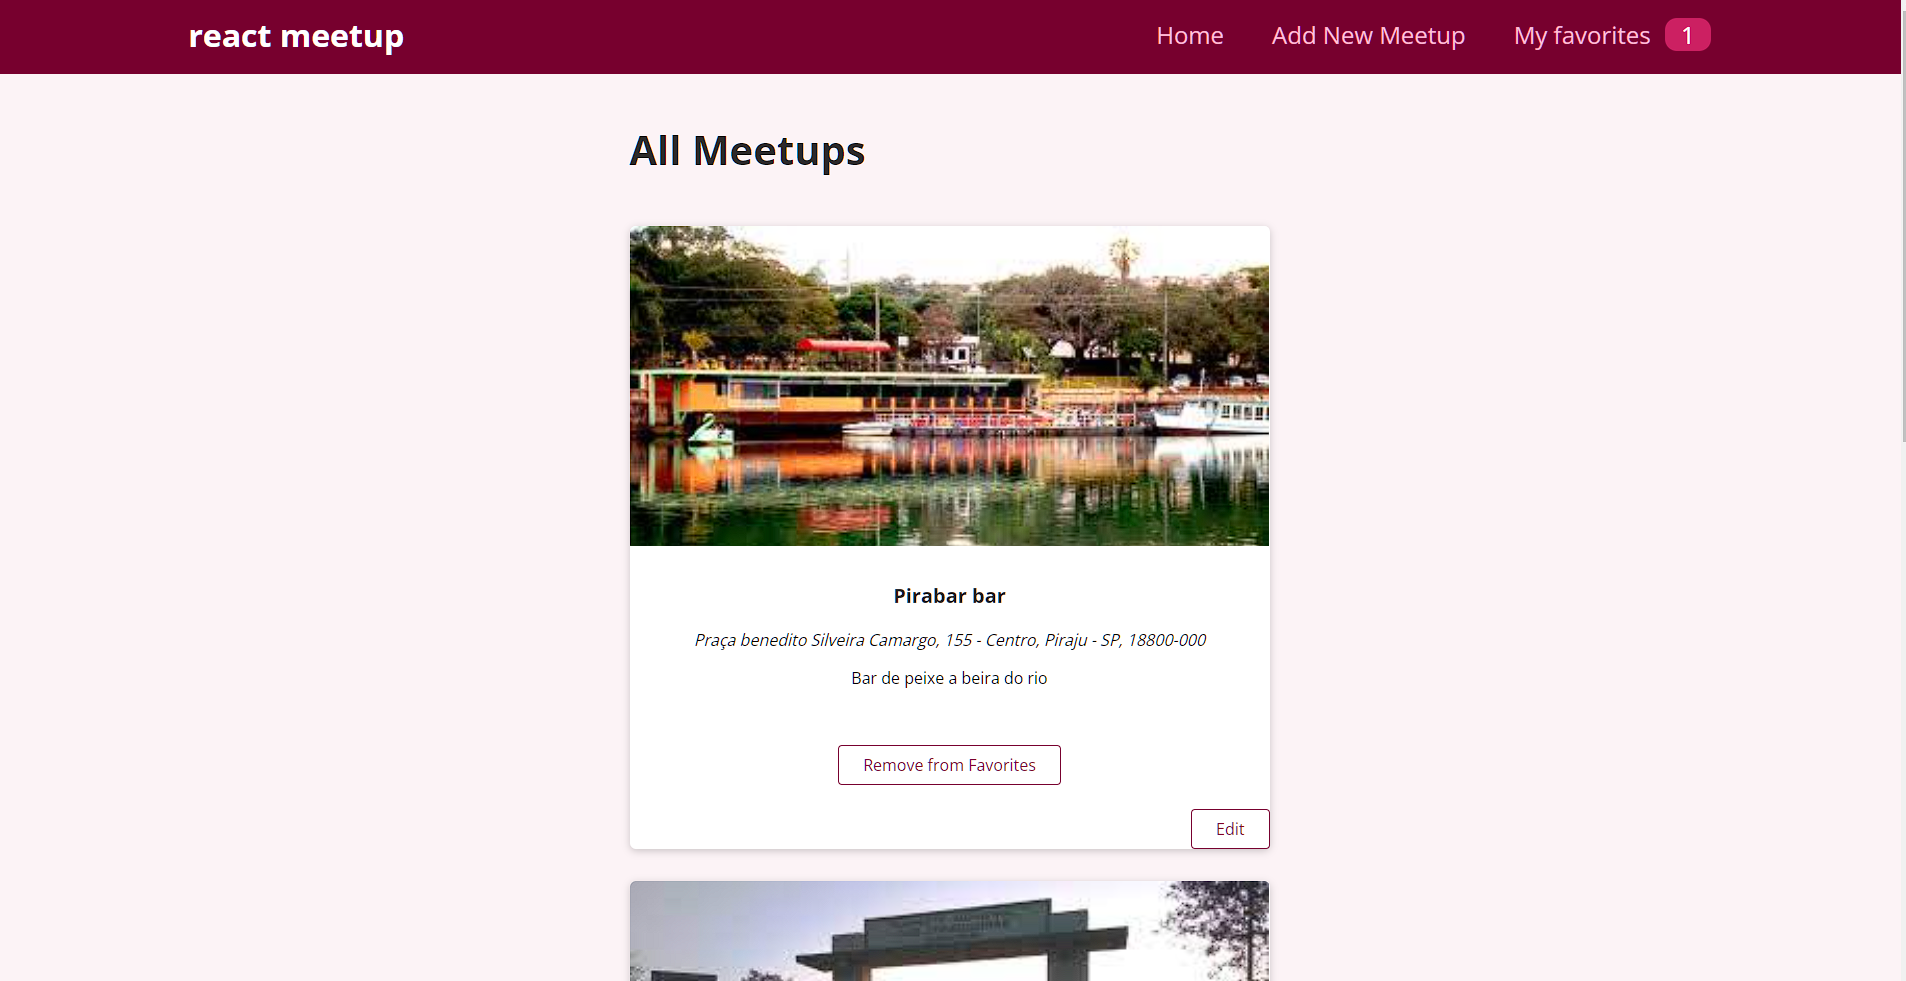 react meetup
Home
Add New Meetup
My favorites 1
All Meetups
Pirabar bar
Praça benedito Silveira Camargo, 155 - Centro, Piraju - SP, 18800-000
Bar de peixe a beira do rio
Remove from Favorites
Edit